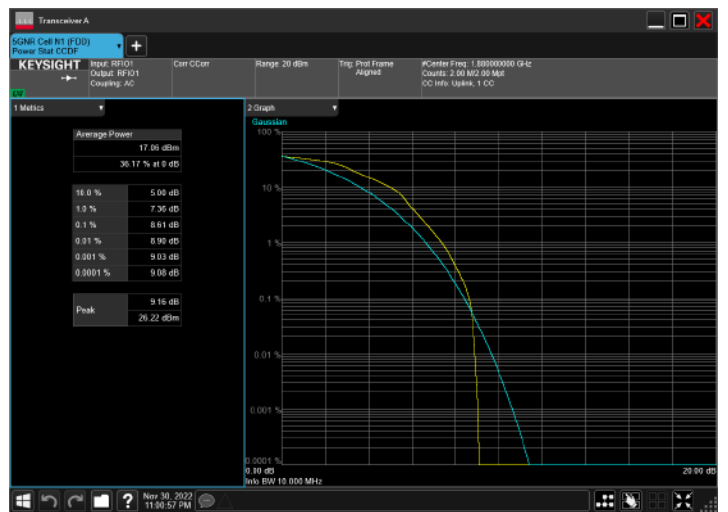 Transceiver A
5GNR Cell N1 (FDD)
Power Stat CCDF
KEYSIGHT
Input: RFIO1
Output: RFIO1
Coupling: AC
Corr CCorr
Range: 20 dBm
Trig: Prot Frame
Aligned
#Center Freq: 1.880000000 GHz
Counts: 2.00 M/2.00 Mpt
CC Info: Uplink, 1 CC
1 Metrics
Average Power
17.06 dBm
36.17 % at 0 dB
10.0 % 5.00 dB
1.0 % 7.36 dB
0.1 % 8.61 dB
0.01 % 8.90 dB
0.001 % 9.03 dB
0.0001 % 9.08 dB
Peak
9.16 dB
26.22 dBm
2 Graph
Gaussian
100 %
10 %
1 %
0.1 %
0.01 %
0.001 %
0.0001 %
0.00 dB
20.00 dB
Info BW 10.000 MHz
?
Nov 30, 2022
11:00:57 PM